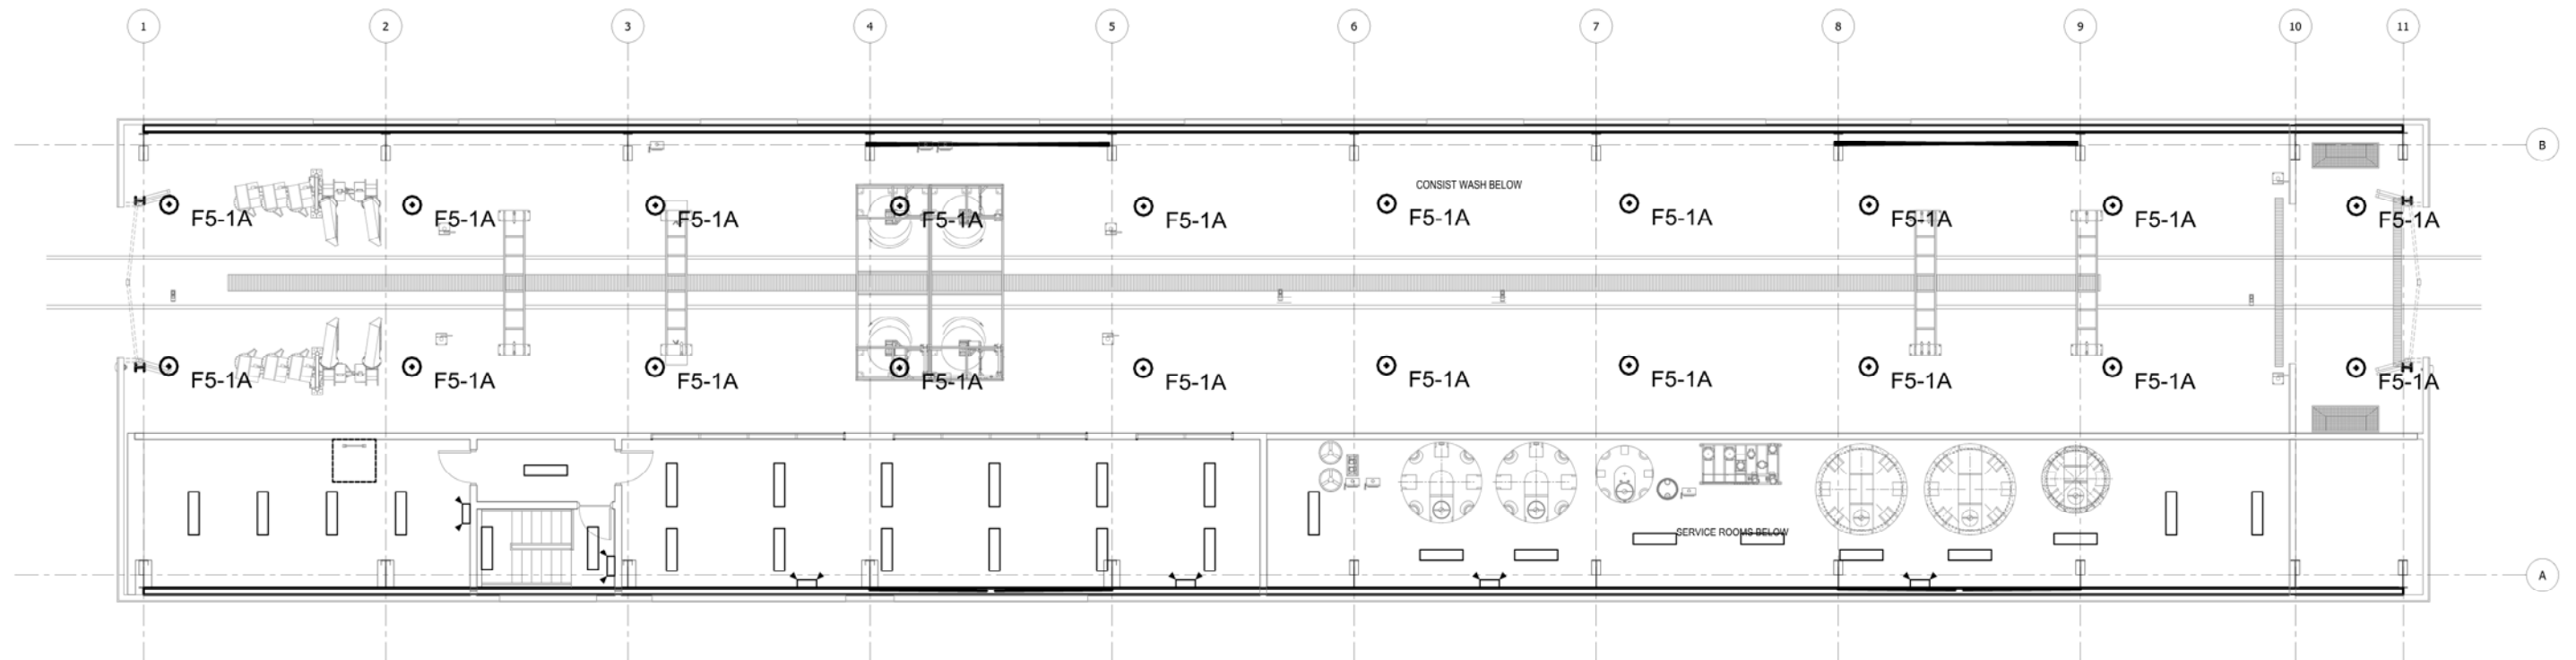 1 2 3 4 5 6 7 8 9 10 11
B
CONSIST WASH BELOW
F5-1A F5-1A F5-1A F5-1A F5-1A F5-1A F5-1A F5-1A F5-1A F5-1A
F5-1A F5-1A F5-1A F5-1A F5-1A F5-1A F5-1A F5-1A F5-1A F5-1A
SERVICE ROOMS BELOW
A